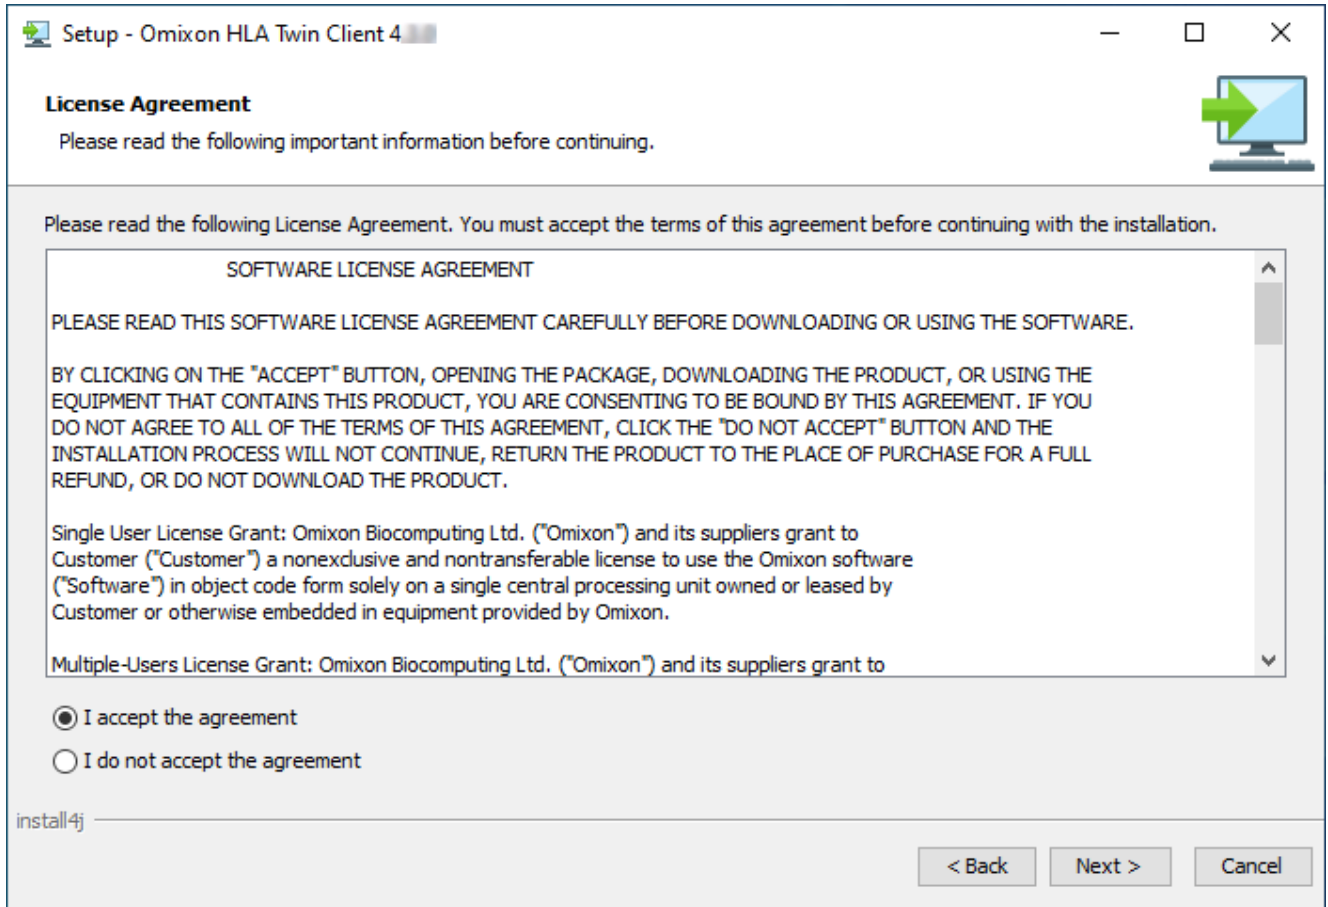 Setup - Omixon HLA Twin Client 4
License Agreement
Please read the following important information before continuing.
Please read the following License Agreement. You must accept the terms of this agreement before continuing with the installation.
SOFTWARE LICENSE AGREEMENT
PLEASE READ THIS SOFTWARE LICENSE AGREEMENT CAREFULLY BEFORE DOWNLOADING OR USING THE SOFTWARE.
BY CLICKING ON THE "ACCEPT" BUTTON, OPENING THE PACKAGE, DOWNLOADING THE PRODUCT, OR USING THE
EQUIPMENT THAT CONTAINS THIS PRODUCT, YOU ARE CONSENTING TO BE BOUND BY THIS AGREEMENT. IF YOU
DO NOT AGREE TO ALL OF THE TERMS OF THIS AGREEMENT, CLICK THE "DO NOT ACCEPT" BUTTON AND THE
INSTALLATION PROCESS WILL NOT CONTINUE, RETURN THE PRODUCT TO THE PLACE OF PURCHASE FOR A FULL
REFUND, OR DO NOT DOWNLOAD THE PRODUCT.
Single User License Grant: Omixon Biocomputing Ltd. ("Omixon") and its suppliers grant to
Customer ("Customer") a nonexclusive and nontransferable license to use the Omixon software
("Software") in object code form solely on a single central processing unit owned or leased by
Customer or otherwise embedded in equipment provided by Omixon.
Multiple-Users License Grant: Omixon Biocomputing Ltd. ("Omixon") and its suppliers grant to
I accept the agreement
I do not accept the agreement
install4j
< Back
Next >
Cancel